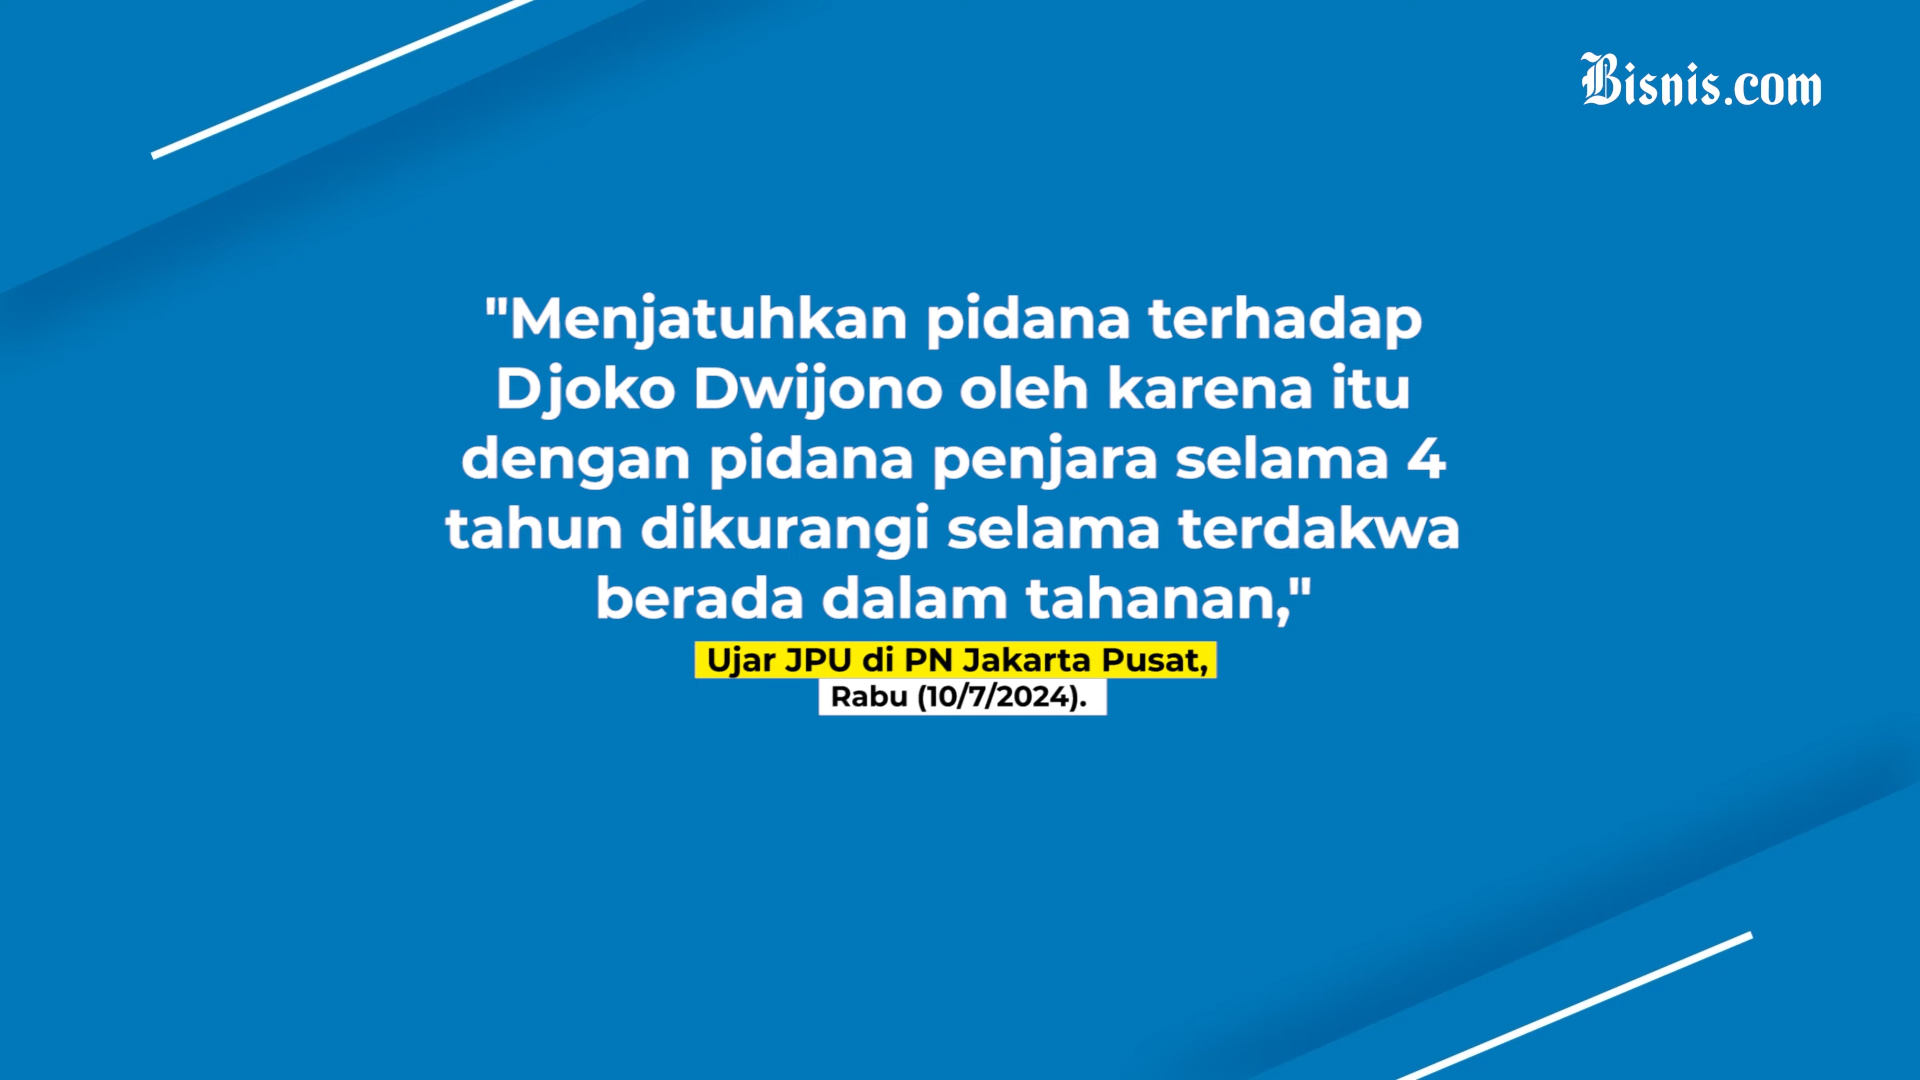 Bisnis.com
"Menjatuhkan pidana terhadap
Djoko Dwijono oleh karena itu
dengan pidana penjara selama 4
tahun dikurangi selama terdakwa
berada dalam tahanan,"
Ujar JPU di PN Jakarta Pusat,
Rabu (10/7/2024).